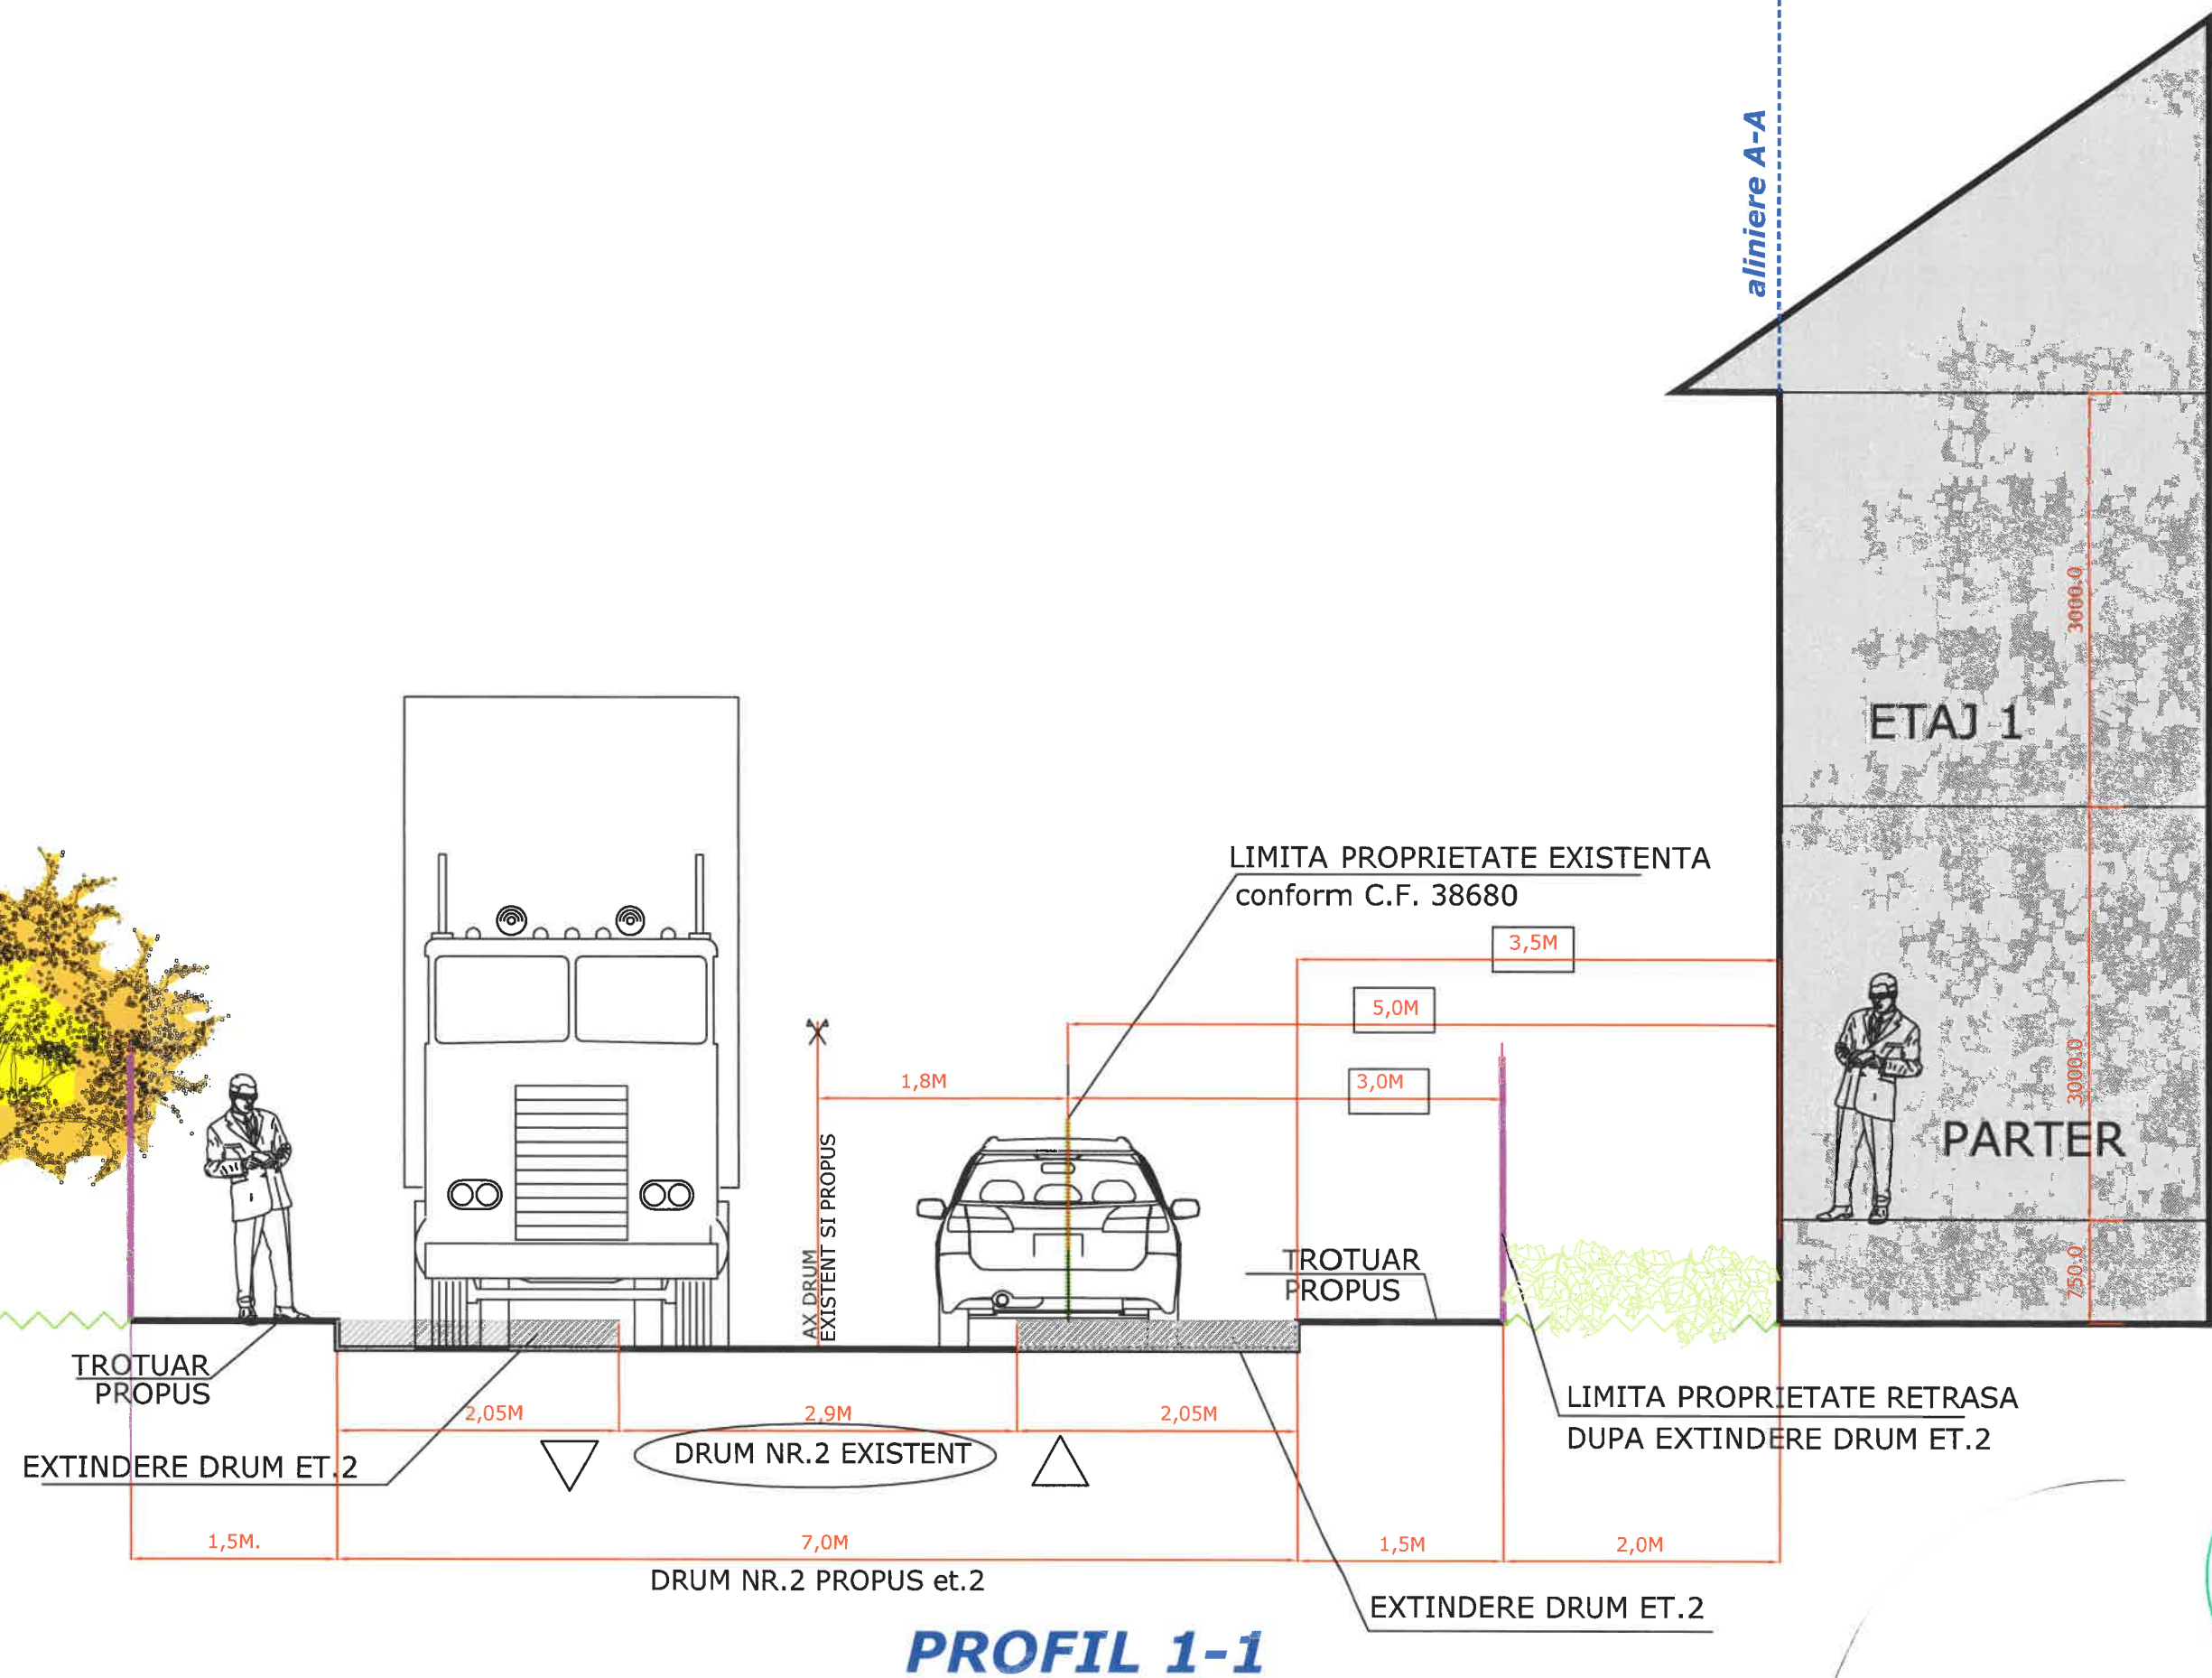 aliniere A-A
3000.0
ETAJ 1
LIMITA PROPRIETATE EXISTENTA
conform C.F. 38680
3,5M
5,0M
1,8M
3,0M
3000.0
PARTER
AX DRUM
EXISTENT SI PROPUS
TROTUAR
PROPUS
750.0
TROTUAR
PROPUS
LIMITA PROPRIETATE RETRASA
DUPA EXTINDERE DRUM ET.2
2,05M
2,9M
2,05M
DRUM NR.2 EXISTENT
EXTINDERE DRUM ET.2
1,5M.
7,0M
1,5M
2,0M
DRUM NR.2 PROPUS et.2
EXTINDERE DRUM ET.2
PROFIL 1-1